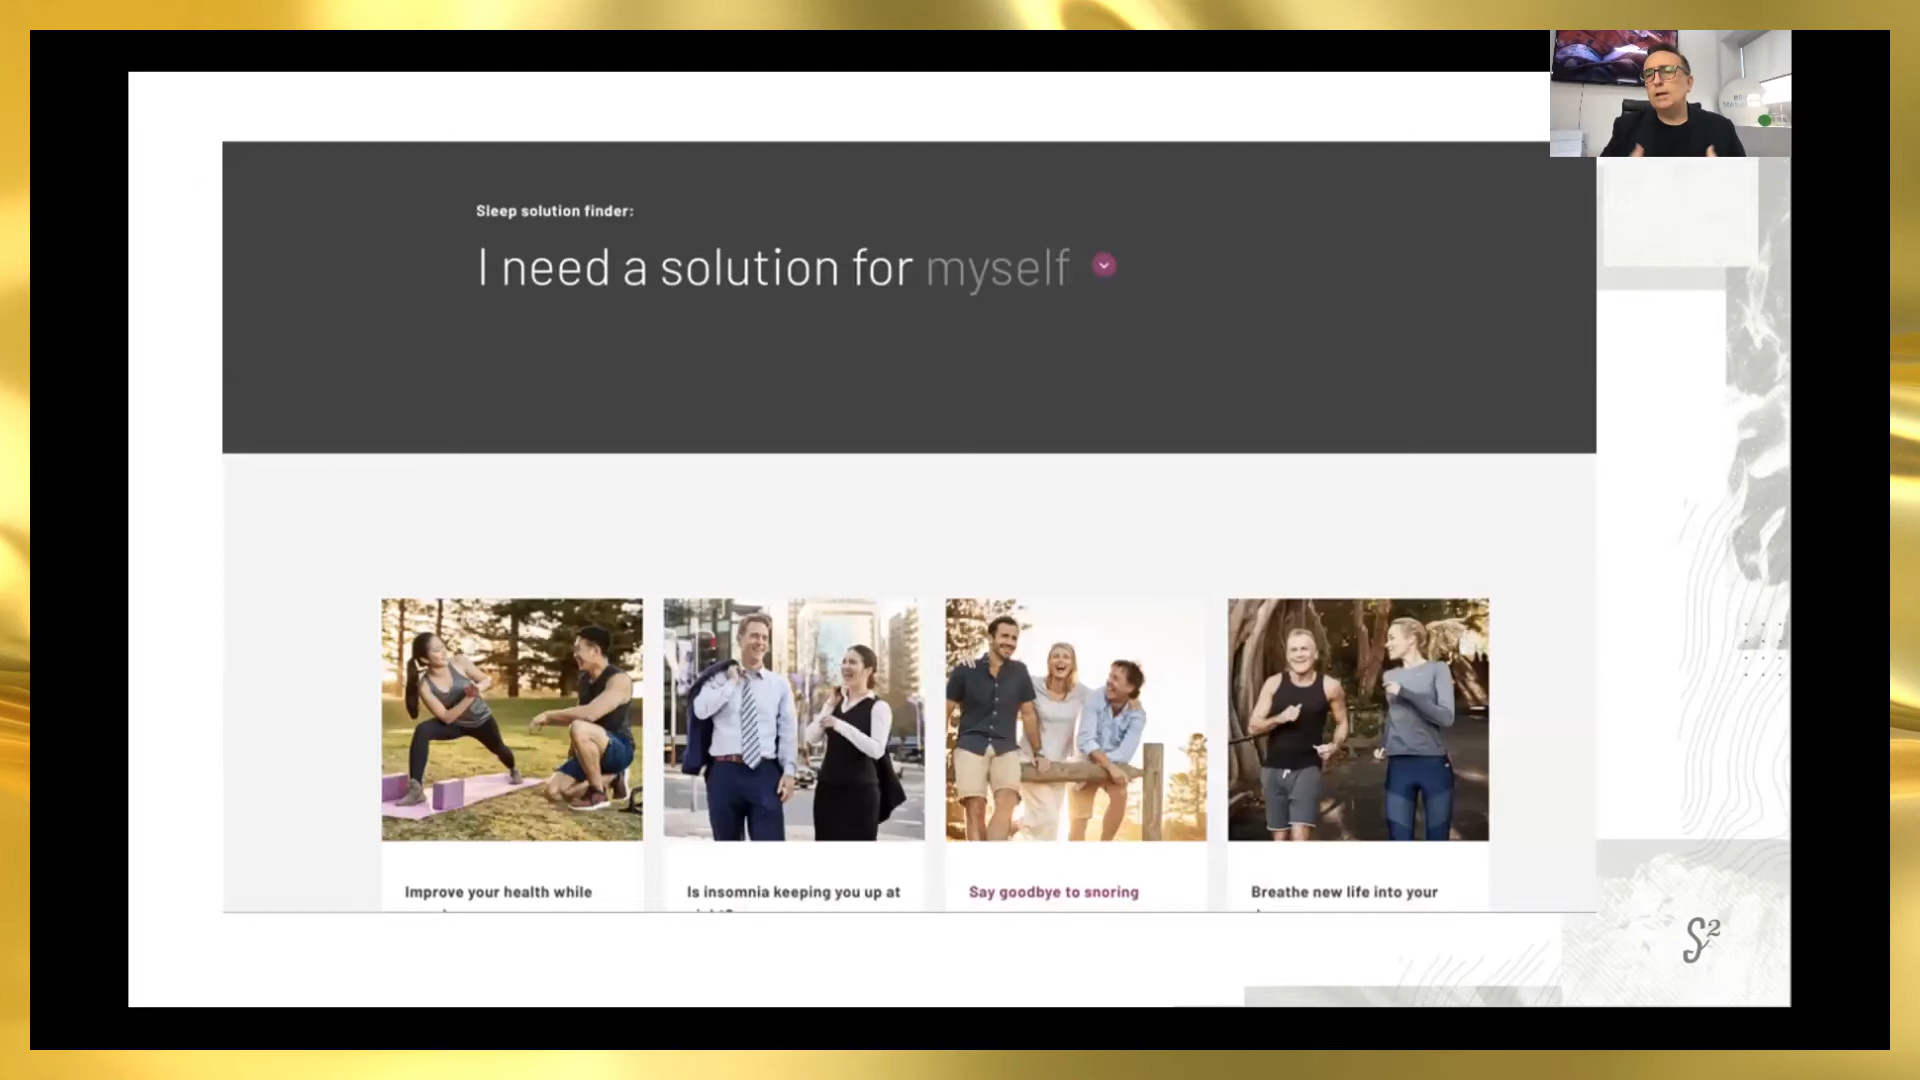 Sleep solution finder:
I need a solution for myself
Improve your health while
Is insomnia keeping you up at
Say goodbye to snoring
Breathe new life into your
S²